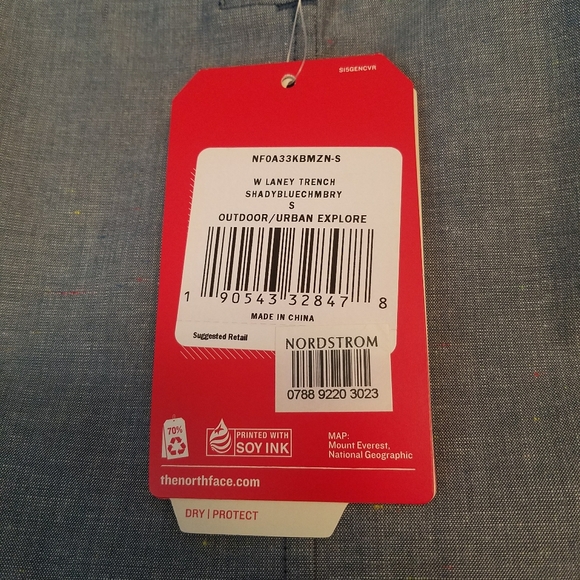 SISGENCVR
NF0A33KBMZN-S
W LANEY TRENCH
SHADYBLUECHMBRY
S
OUTDOOR/URBAN EXPLORE
1 90543 32847 8
MADE IN CHINA
Suggested Retail
NORDSTROM
0788 9220 3023
70%
PRINTED WITH
SOY INK
MAP:
Mount Everest,
National Geographic
thenorthface.com
DRY | PROTECT